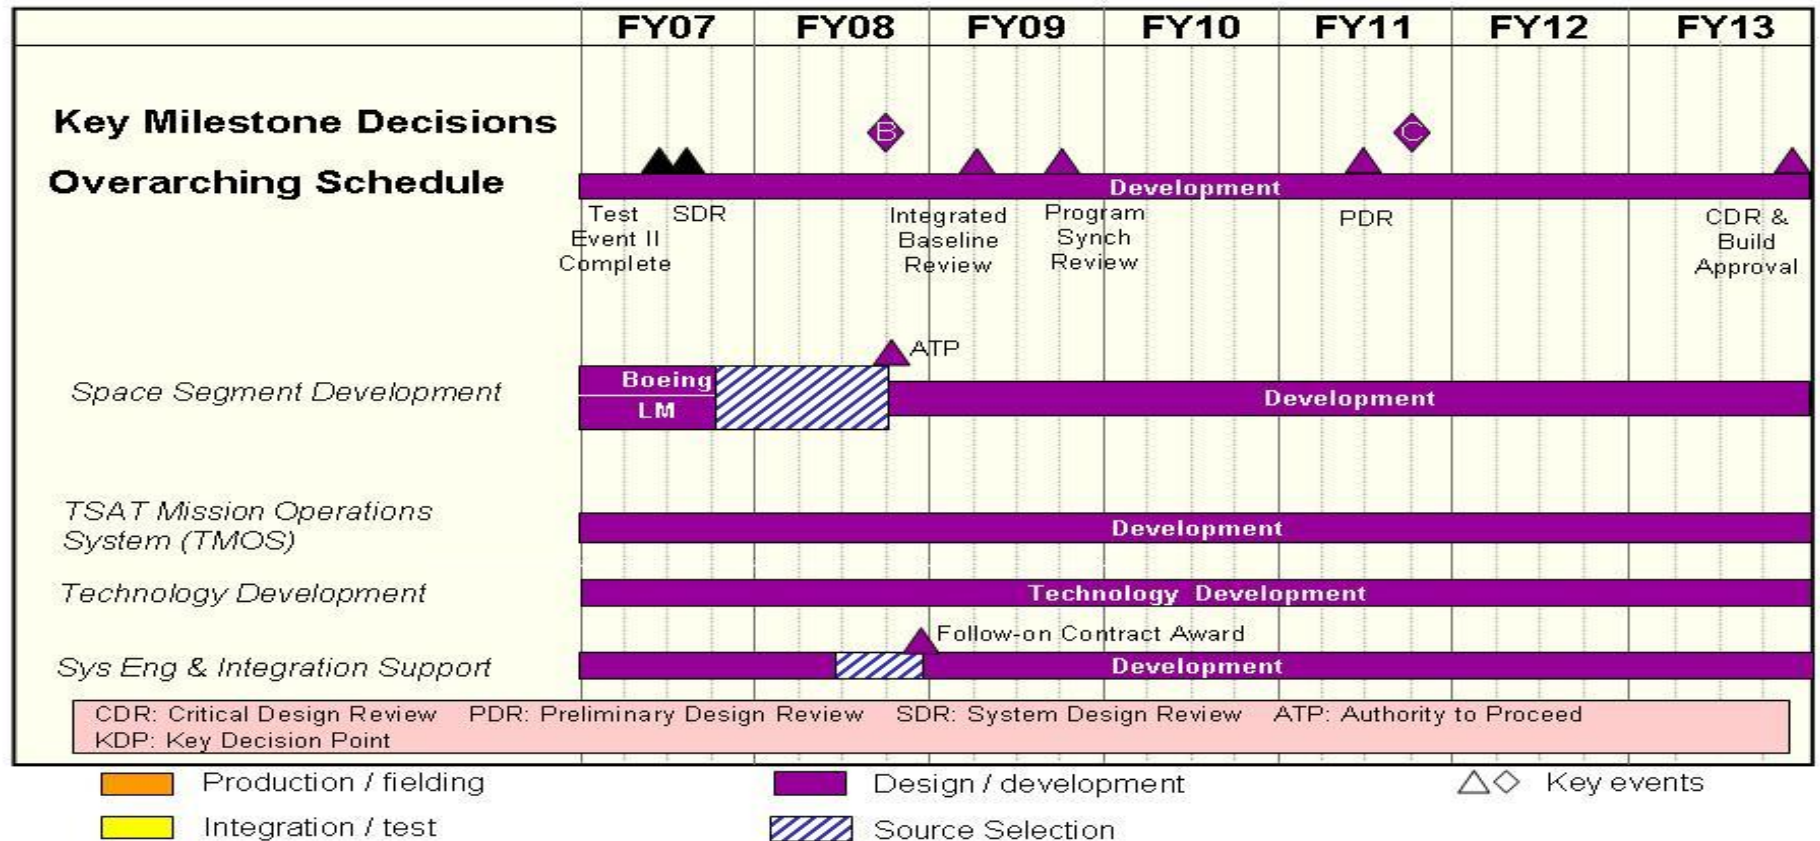 FY07 FY08 FY09 FY10 FY11 FY12 FY13
Key Milestone Decisions
B
C
Overarching Schedule
Development
Test
Event II
Complete
SDR
Integrated
Baseline
Review
Program
Synch
Review
PDR
CDR &
Build
Approval
ATP
Space Segment Development
Boeing
LM
Development
TSAT Mission Operations
System (TMOS)
Development
Technology Development
Technology Development
Follow-on Contract Award
Sys Eng & Integration Support
Development
CDR: Critical Design Review PDR: Preliminary Design Review SDR: System Design Review ATP: Authority to Proceed
KDP: Key Decision Point
Production / fielding
Design / development
Key events
Integration / test
Source Selection